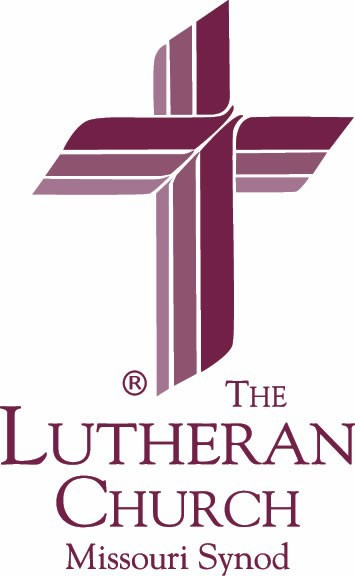 ® THE
LUTHERAN
CHURCH
Missouri Synod